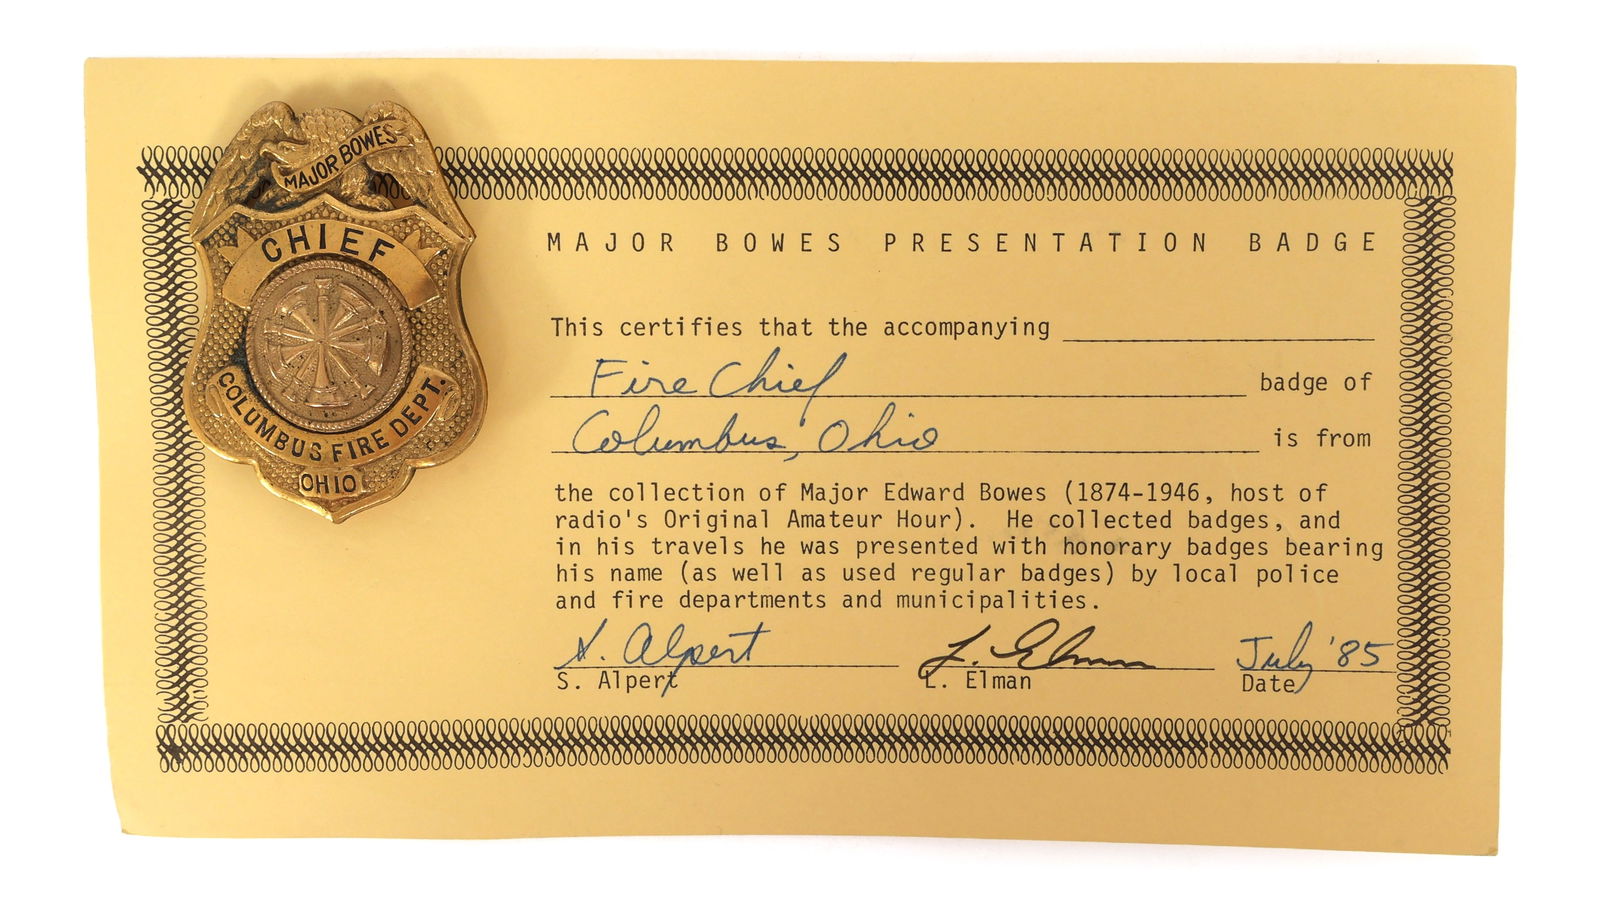 MAJOR BOWES
CHIEF
COLUMBUS FIRE DEPT.
OHIO
MAJOR BOWES PRESENTATION BADGE
This certifies that the accompanying
Fire Chief badge of
Columbus, Ohio is from
the collection of Major Edward Bowes (1874-1946, host of
radio's Original Amateur Hour). He collected badges, and
in his travels he was presented with honorary badges bearing
his name (as well as used regular badges) by local police
and fire departments and municipalities.
S. Alpert L. Elman July '85
S. Alpert L. Elman Date